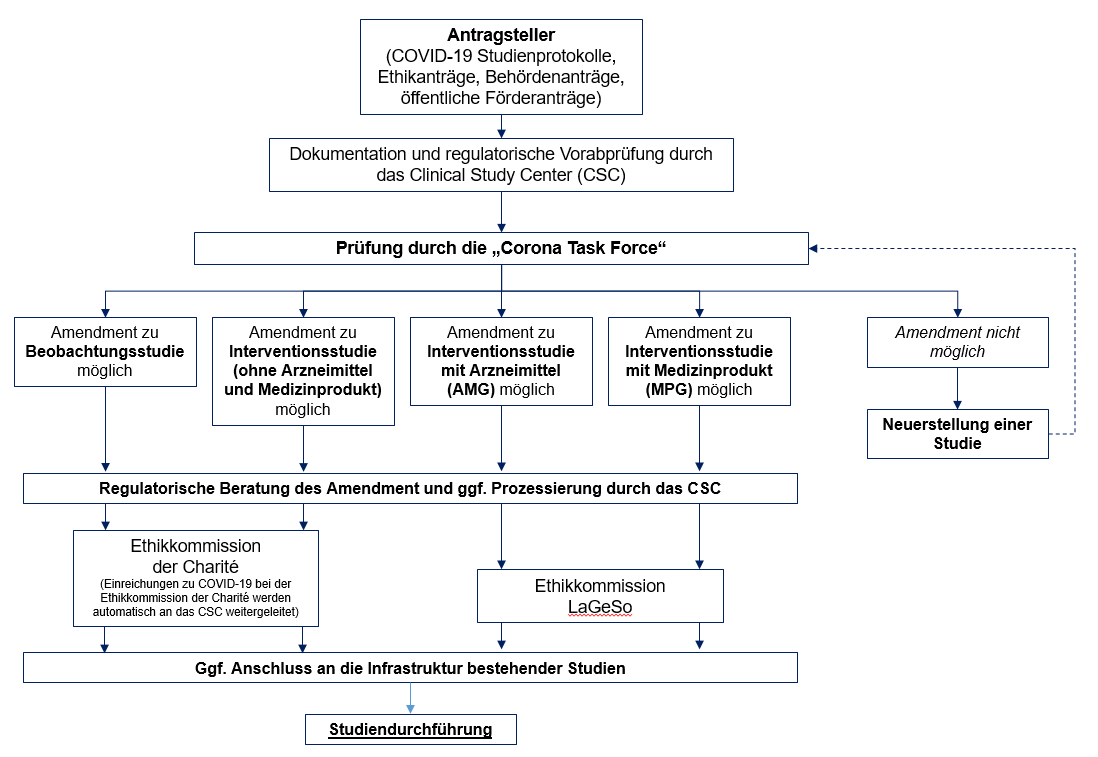 Antragsteller
(COVID-19 Studienprotokolle,
Ethikanträge, Behördenanträge,
öffentliche Förderanträge)
Dokumentation und regulatorische Vorabprüfung durch
das Clinical Study Center (CSC)
Prüfung durch die „Corona Task Force“
Amendment zu
Beobachtungsstudie
möglich
Amendment zu
Interventionsstudie
(ohne Arzneimittel
und Medizinprodukt)
möglich
Amendment zu
Interventionsstudie
mit Arzneimittel
(AMG) möglich
Amendment zu
Interventionsstudie
mit Medizinprodukt
(MPG) möglich
Amendment nicht
möglich
Neuerstellung einer
Studie
Regulatorische Beratung des Amendment und ggf. Prozessierung durch das CSC
Ethikkommission
der Charité
(Einreichungen zu COVID-19 bei der
Ethikkommission der Charité werden
automatisch an das CSC weitergeleitet)
Ethikkommission
LaGeSo
Ggf. Anschluss an die Infrastruktur bestehender Studien
Studiendurchführung